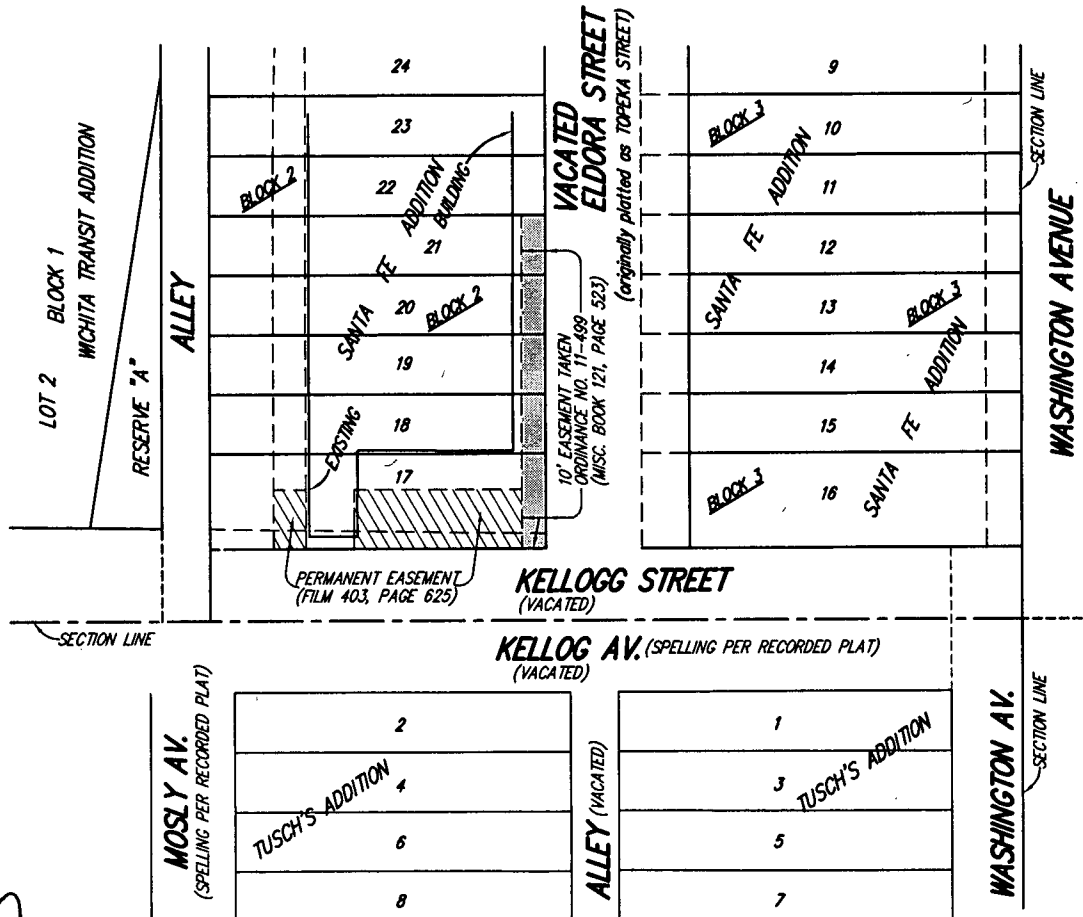 LOT 2 BLOCK 1
WICHITA TRANSIT ADDITION
RESERVE "A"
ALLEY
24
23
22
21
20
19
18
17
BLOCK 2
BLOCK 2
SANTA FE ADDITION
EXISTING BUILDING
VACATED
ELDORA STREET
(originally platted as TOPEKA STREET)
10' EASEMENT TAKEN
ORDINANCE NO. 11-499
(MISC. BOOK 121, PAGE 523)
9
10
11
12
13
14
15
16
BLOCK 3
SANTA FE ADDITION
BLOCK 3
SANTA FE ADDITION
BLOCK 3
SECTION LINE
WASHINGTON AVENUE
PERMANENT EASEMENT
(FILM 403, PAGE 625)
KELLOGG STREET
(VACATED)
SECTION LINE
KELLOG AV. (SPELLING PER RECORDED PLAT)
(VACATED)
MOSLY AV.
(SPELLING PER RECORDED PLAT)
2
4
6
8
TUSCH'S ADDITION
ALLEY (VACATED)
1
3
5
7
TUSCH'S ADDITION
WASHINGTON AV.
SECTION LINE